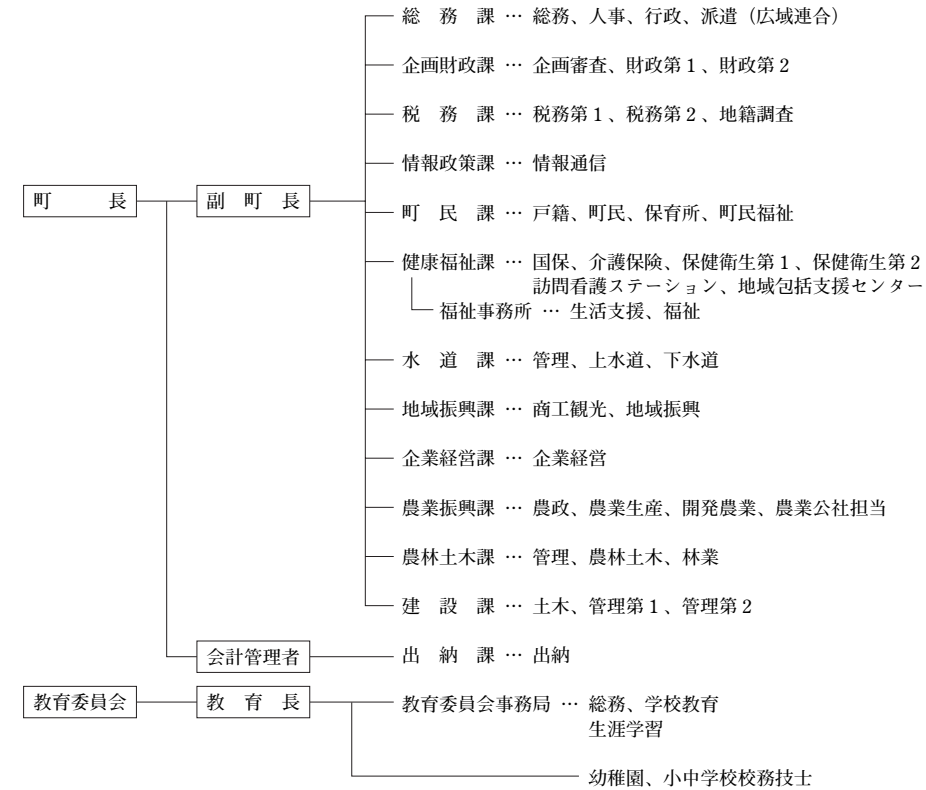 総務課 … 総務、人事、行政、派遣（広域連合）
企画財政課 … 企画審査、財政第１、財政第２
税務課 … 税務第１、税務第２、地籍調査
情報政策課 … 情報通信
町長 副町長
町民課 … 戸籍、町民、保育所、町民福祉
健康福祉課 … 国保、介護保険、保健衛生第１、保健衛生第２
訪問看護ステーション、地域包括支援センター
福祉事務所 … 生活支援、福祉
水道課 … 管理、上水道、下水道
地域振興課 … 商工観光、地域振興
企業経営課 … 企業経営
農業振興課 … 農政、農業生産、開発農業、農業公社担当
農林土木課 … 管理、農林土木、林業
建設課 … 土木、管理第１、管理第２
会計管理者 出納課 … 出納
教育委員会 教育長 教育委員会事務局 … 総務、学校教育
生涯学習
幼稚園、小中学校校務技士